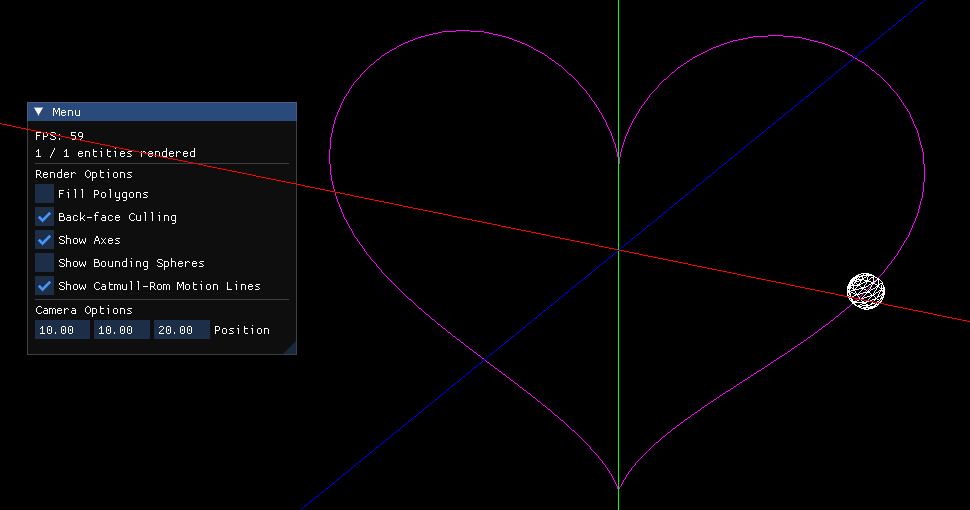 Menu
FPS: 59
1 / 1 entities rendered
Render Options
Fill Polygons
Back-face Culling
Show Axes
Show Bounding Spheres
Show Catmull-Rom Motion Lines
Camera Options
10.00 10.00 20.00 Position